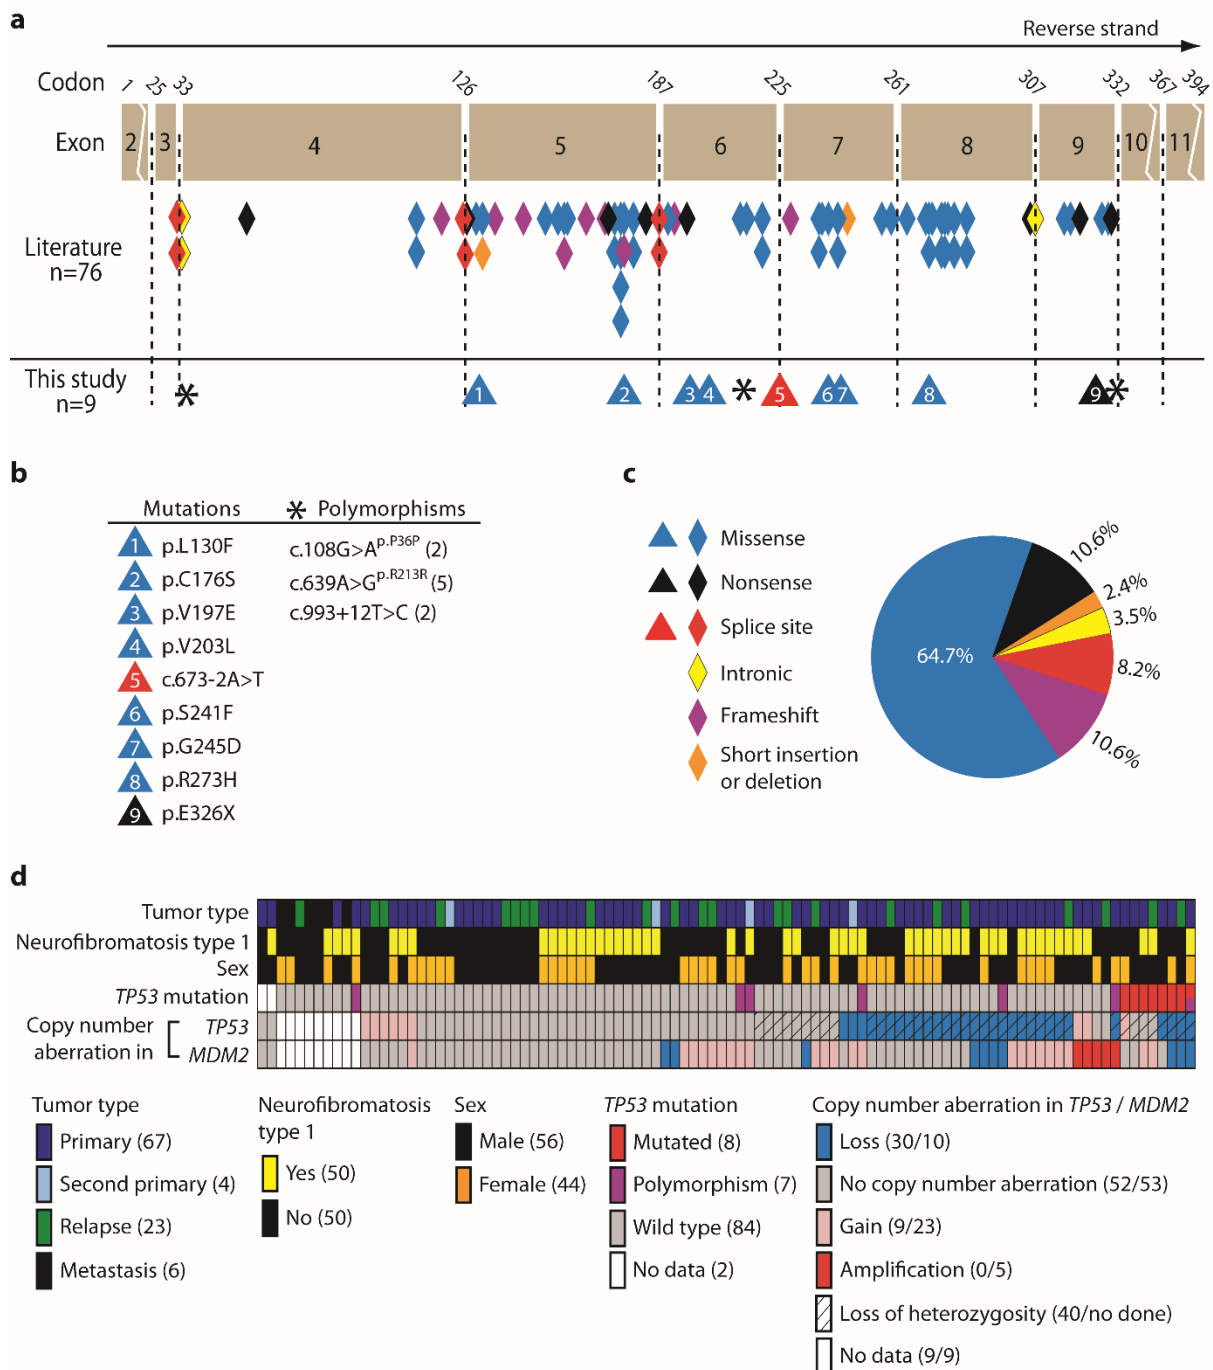 a
Reverse strand
Codon 1 25 33 126 187 225 261 307 332 367 394
Exon 2 3 4 5 6 7 8 9 10 11
Literature
n=76
This study
n=9
* 1 2 3 4 * 5 6 7 8 9 *
b
Mutations * Polymorphisms
1 p.L130F c.108G>A p.P36P (2)
2 p.C176S c.639A>G p.R213R (5)
3 p.V197E c.993+12T>C (2)
4 p.V203L
5 c.673-2A>T
6 p.S241F
7 p.G245D
8 p.R273H
9 p.E326X
c
Missense
Nonsense
Splice site
Intronic
Frameshift
Short insertion
or deletion
10.6%
2.4%
3.5%
8.2%
10.6%
64.7%
d
Tumor type
Neurofibromatosis type 1
Sex
TP53 mutation
Copy number
aberration in
TP53
MDM2
Tumor type
Primary (67)
Second primary (4)
Relapse (23)
Metastasis (6)
Neurofibromatosis
type 1
Yes (50)
No (50)
Sex
Male (56)
Female (44)
TP53 mutation
Mutated (8)
Polymorphism (7)
Wild type (84)
No data (2)
Copy number aberration in TP53 / MDM2
Loss (30/10)
No copy number aberration (52/53)
Gain (9/23)
Amplification (0/5)
Loss of heterozygosity (40/no done)
No data (9/9)